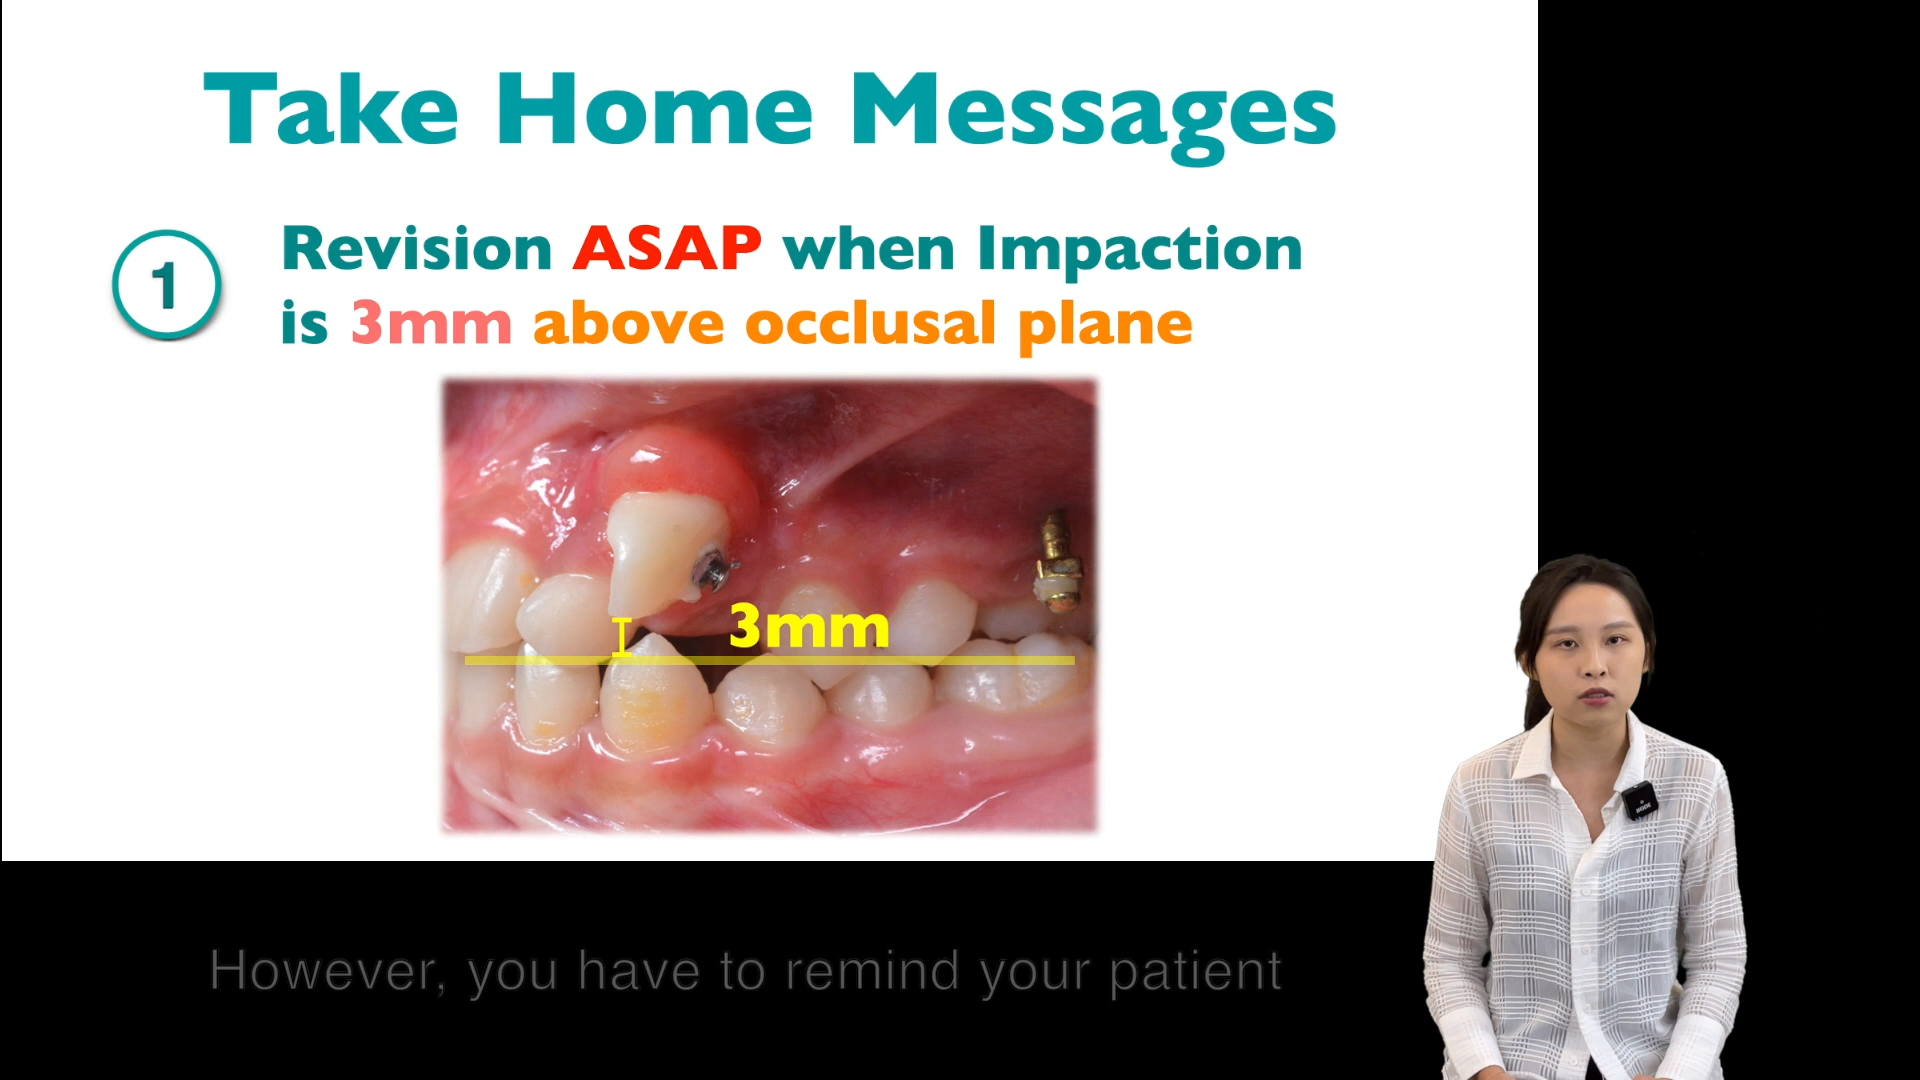 Take Home Messages
1
Revision ASAP when Impaction
is 3mm above occlusal plane
3mm
However, you have to remind your patient
RODE